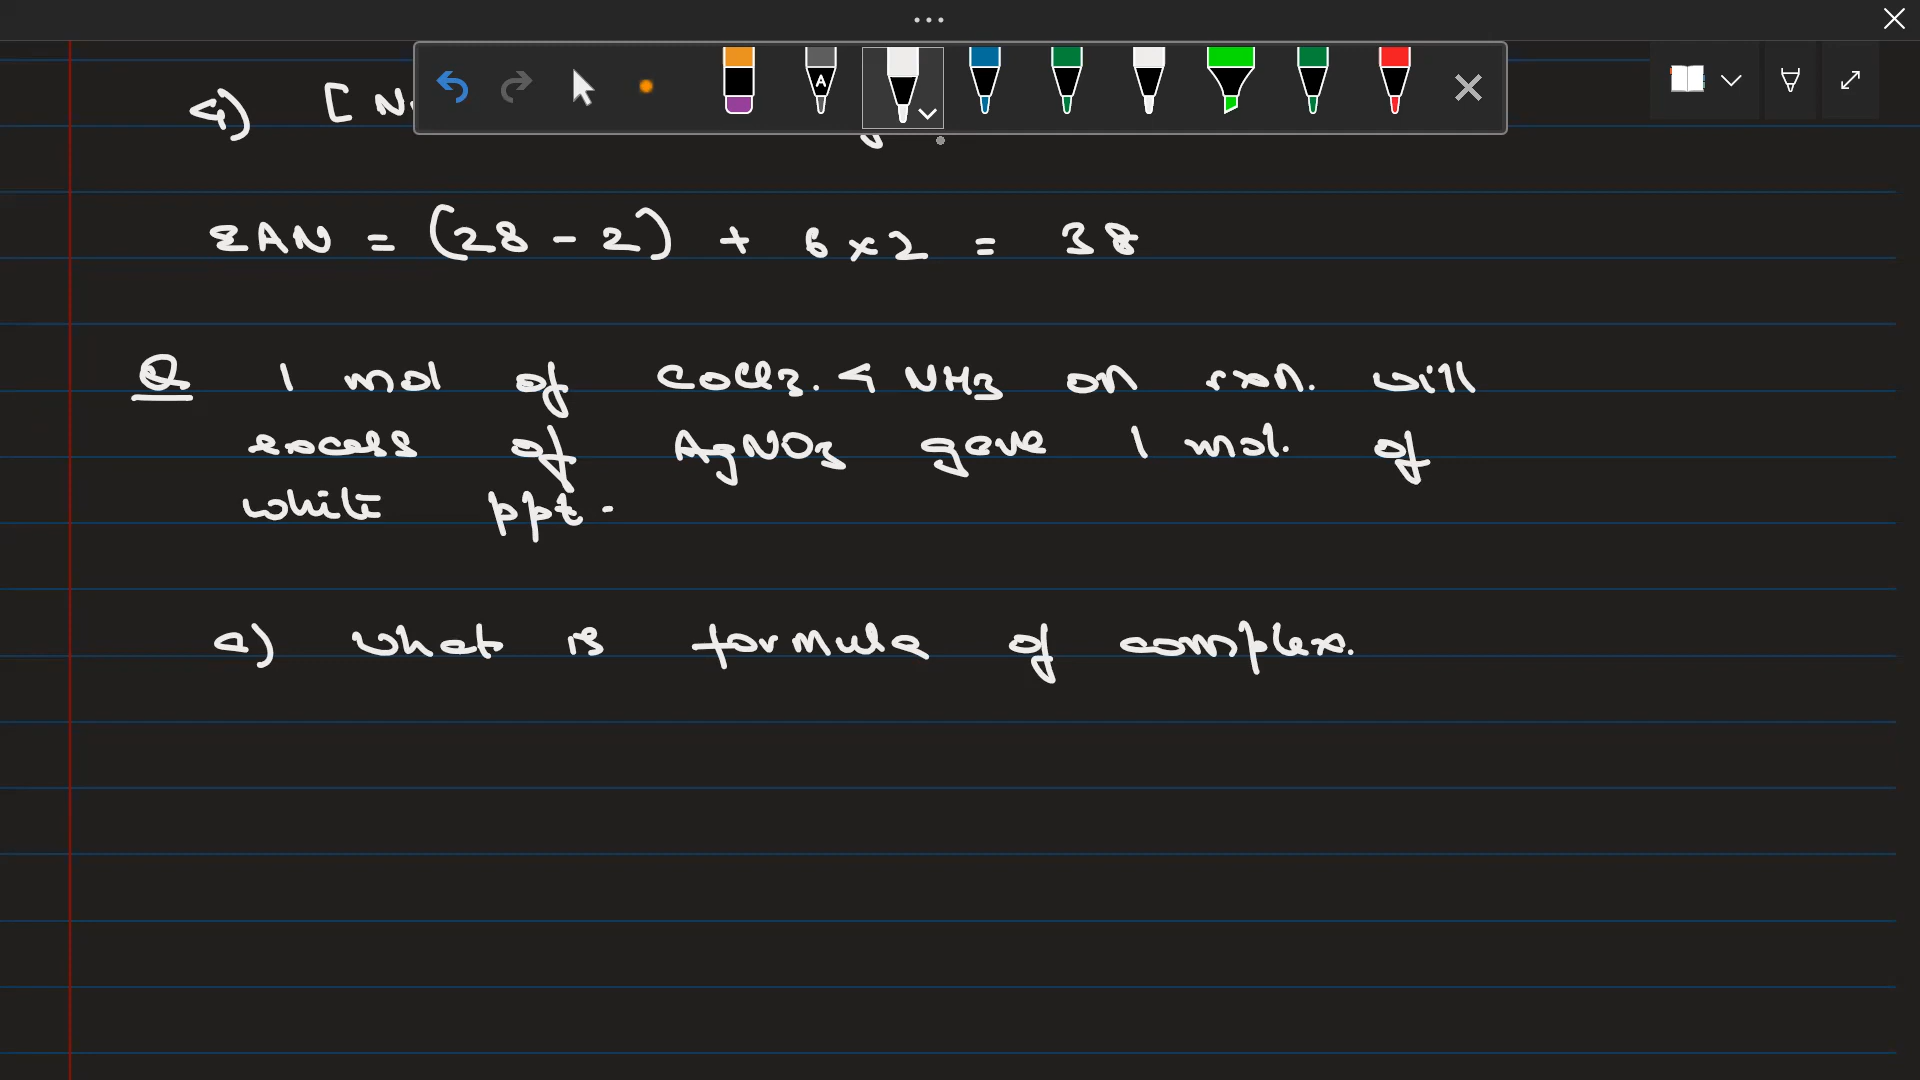 4) [ N
EAN = (28 - 2) + 6 x 2 = 38
Q 1 mol of CoCl3. 4 NH3 on rxn. will
excess of AgNO3 gave 1 mol. of
white ppt.
a) what is formula of complex.